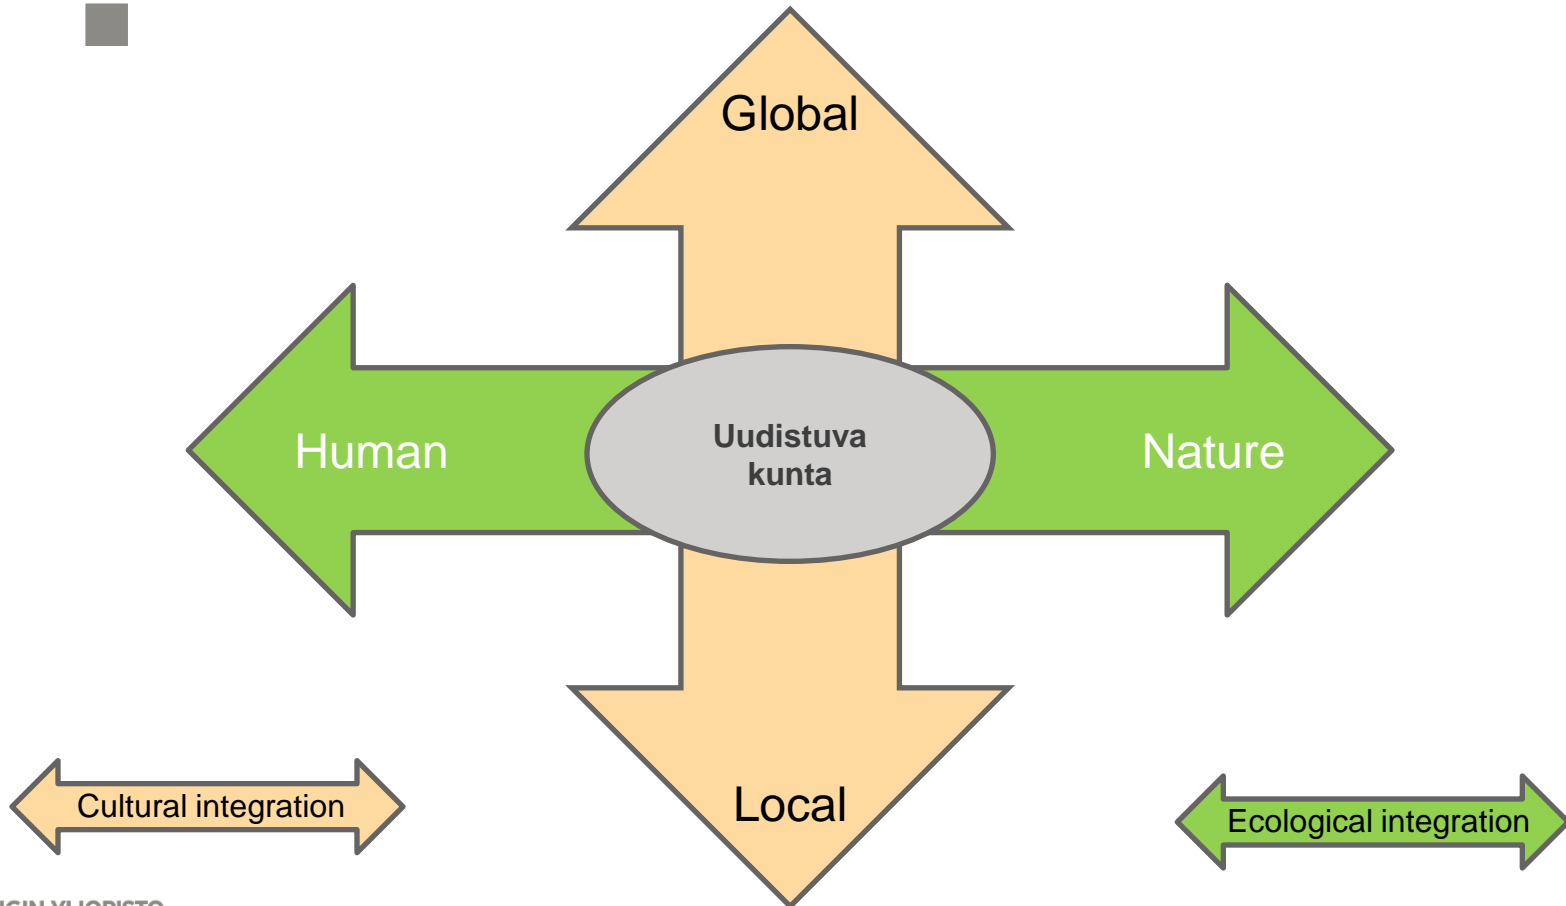 Global
Human
Uudistuva
kunta
Nature
Local
Cultural integration
Ecological integration